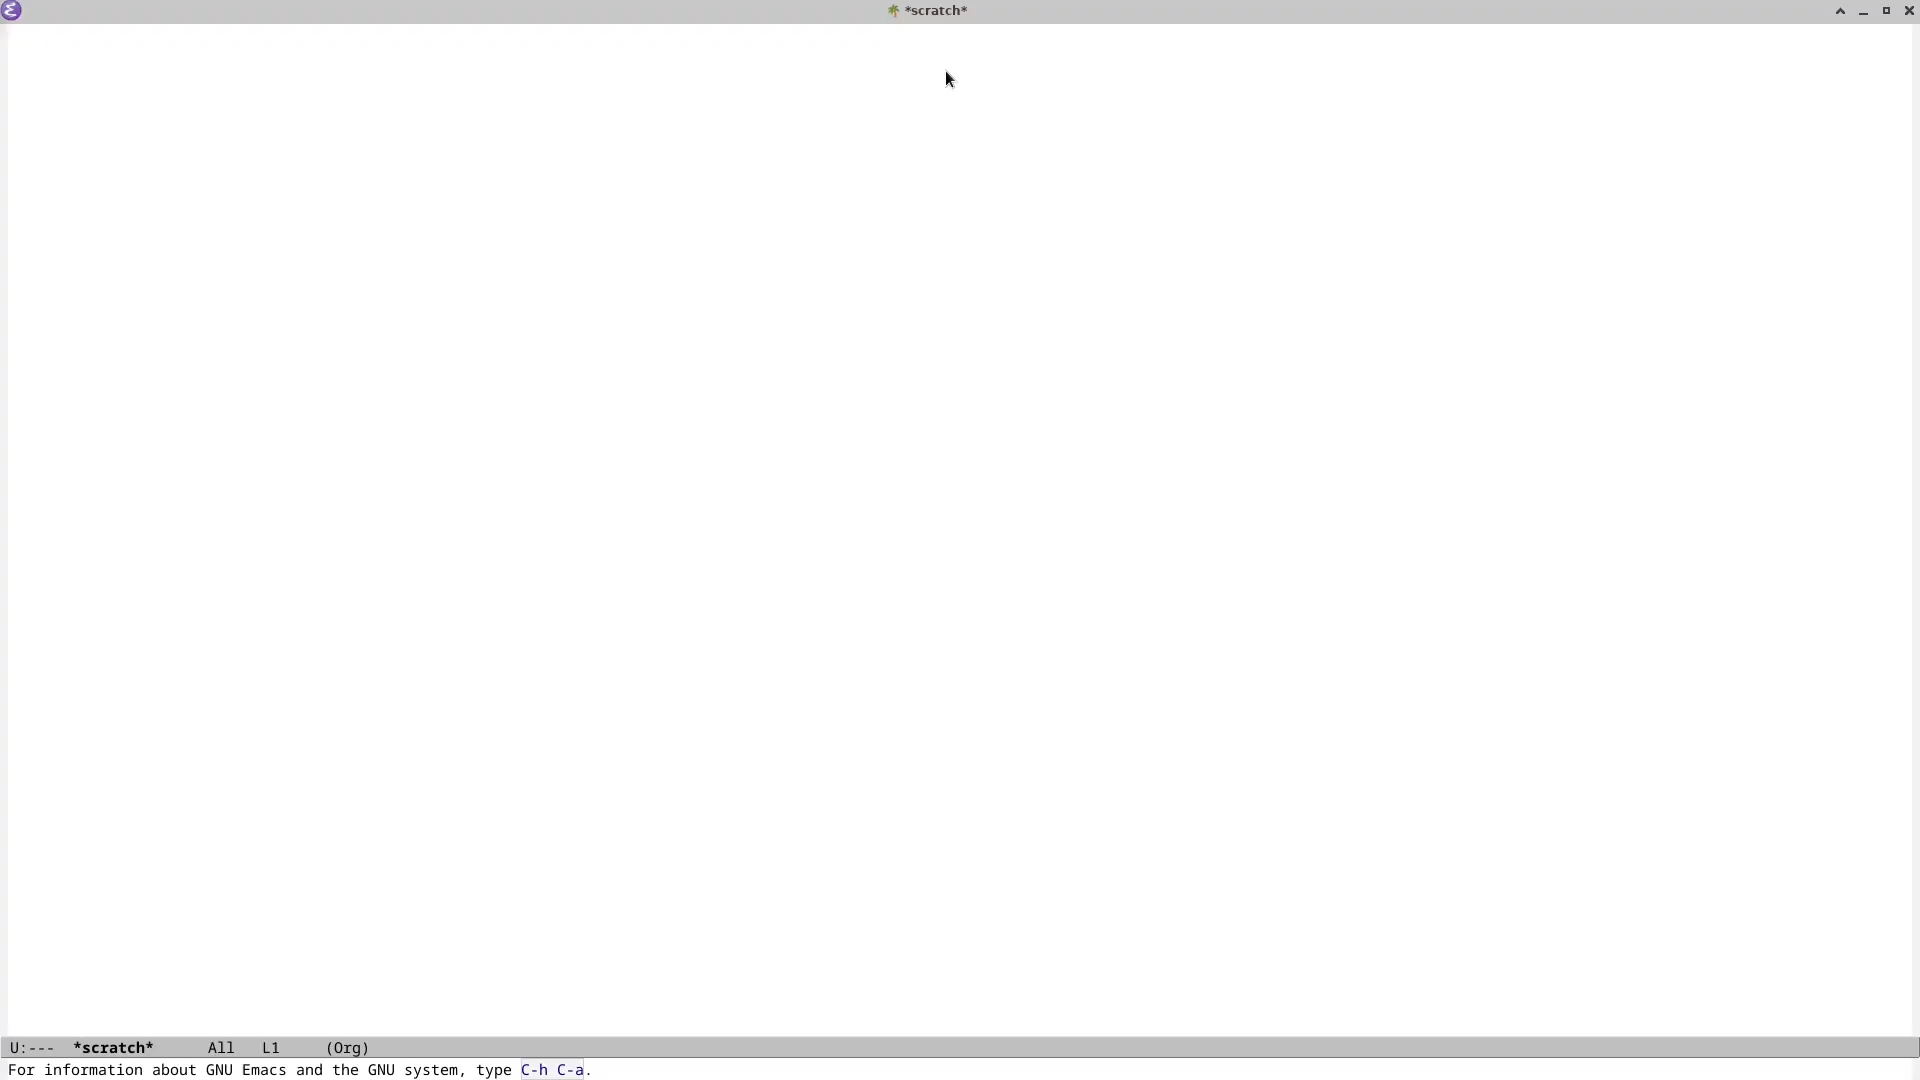 🌴 *scratch*
U:--- *scratch* All L1 (Org)
For information about GNU Emacs and the GNU system, type C-h C-a.